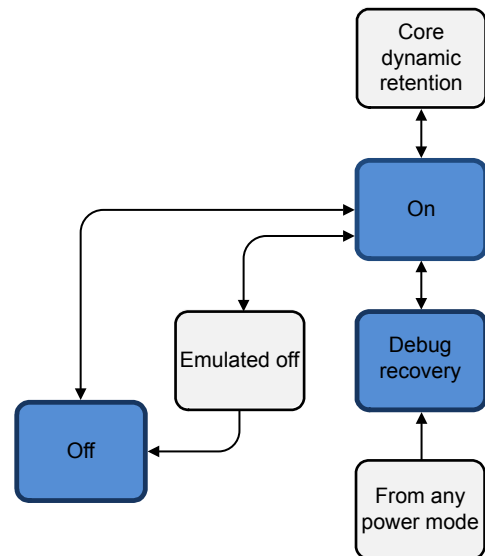 Core
dynamic
retention
On
Emulated off
Debug
recovery
Off
From any
power mode